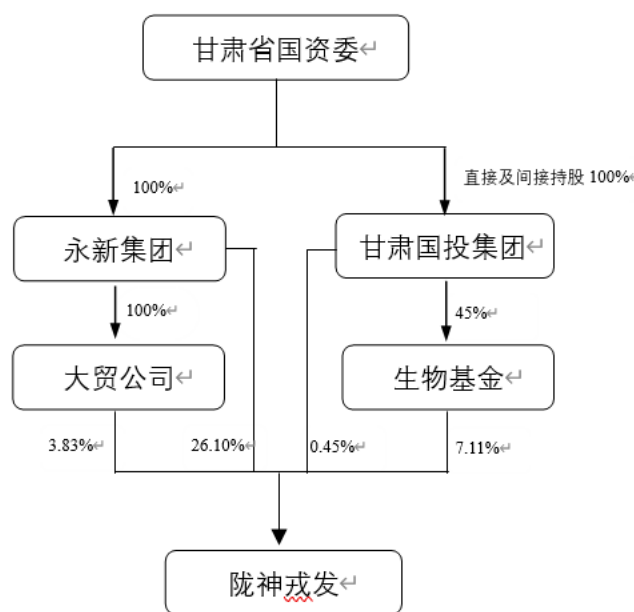 甘肃省国资委
100%
直接及间接持股 100%
永新集团
甘肃国投集团
100%
45%
大贸公司
生物基金
3.83%
26.10%
0.45%
7.11%
陇神戎发